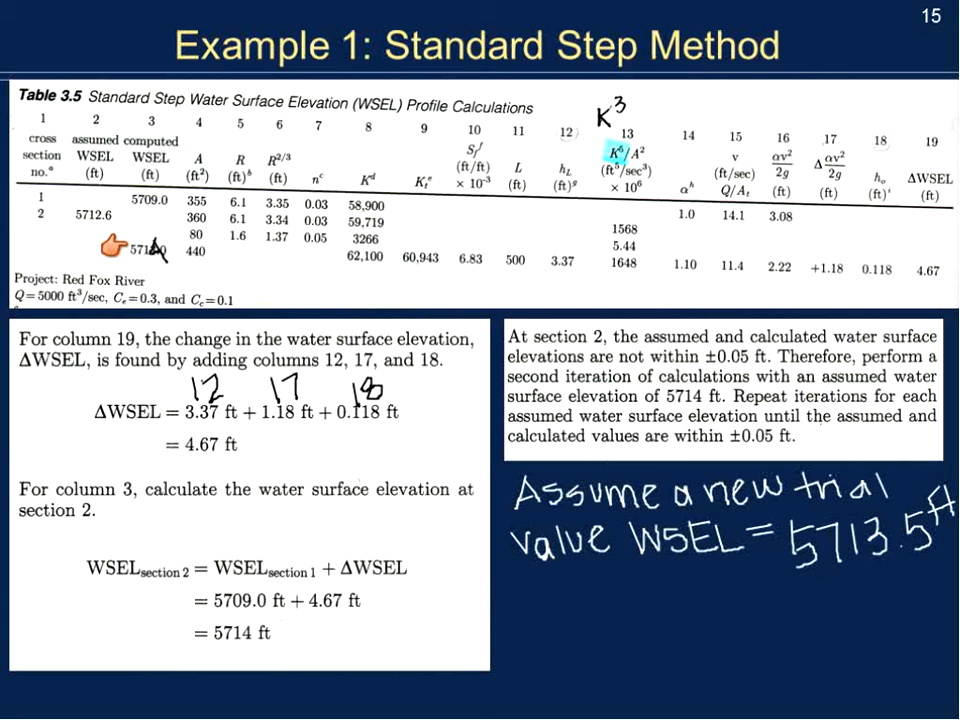 15
Example 1: Standard Step Method
Table 3.5 Standard Step Water Surface Elevation (WSEL) Profile Calculations
K³
1 2 3 4 5 6 7 8 9 10 11 12 13 14 15 16 17 18 19
cross assumed computed Sf^f K^5/A² v αv²/2g Δαv²/2g
section WSEL WSEL A R R^2/3 (ft/ft) L hL (ft⁵/sec³) (ft/sec) ho ΔWSEL
no.ᵃ (ft) (ft) (ft²) (ft)ᵇ (ft) nᶜ Kᵈ Kt^e × 10⁻³ (ft) (ft)ᵍ × 10⁶ αʰ Q/At (ft) (ft) (ft)ⁱ (ft)
1 5709.0 355 6.1 3.35 0.03 58,900 1.0 14.1 3.08
2 5712.6 360 6.1 3.34 0.03 59,719 1568
80 1.6 1.37 0.05 3266 5.44
440 62,100 60,943 6.83 500 3.37 1648 1.10 11.4 2.22 +1.18 0.118 4.67
Project: Red Fox River
Q=5000 ft³/sec, Ce=0.3, and Cc=0.1
For column 19, the change in the water surface elevation,
ΔWSEL, is found by adding columns 12, 17, and 18.
12 17 18
ΔWSEL = 3.37 ft + 1.18 ft + 0.118 ft
= 4.67 ft
For column 3, calculate the water surface elevation at
section 2.
WSELsection 2 = WSELsection 1 + ΔWSEL
= 5709.0 ft + 4.67 ft
= 5714 ft
At section 2, the assumed and calculated water surface
elevations are not within ±0.05 ft. Therefore, perform a
second iteration of calculations with an assumed water
surface elevation of 5714 ft. Repeat iterations for each
assumed water surface elevation until the assumed and
calculated values are within ±0.05 ft.
Assume a new trial
value WSEL = 5713.5 ft